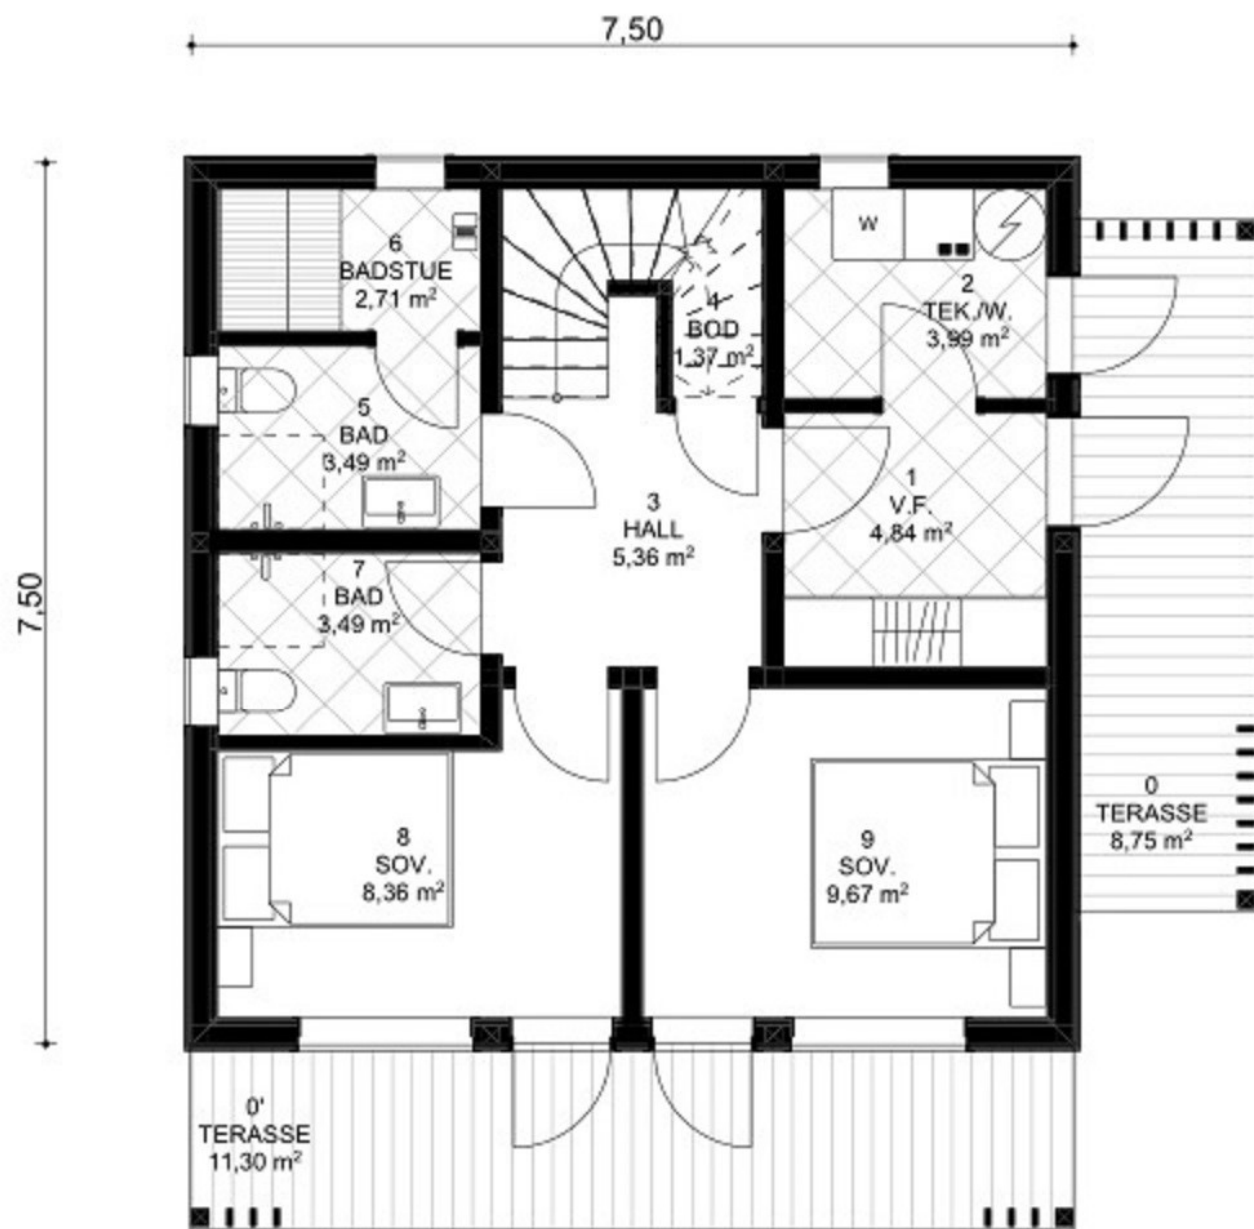 7,50
7,50
6
BADSTUE
2,71 m²
W
2
TEK./W.
3,99 m²
4
BOD
1,37 m²
5
BAD
3,49 m²
1
V.F.
4,84 m²
3
HALL
5,36 m²
7
BAD
3,49 m²
8
SOV.
8,36 m²
9
SOV.
9,67 m²
0
TERASSE
8,75 m²
0'
TERASSE
11,30 m²